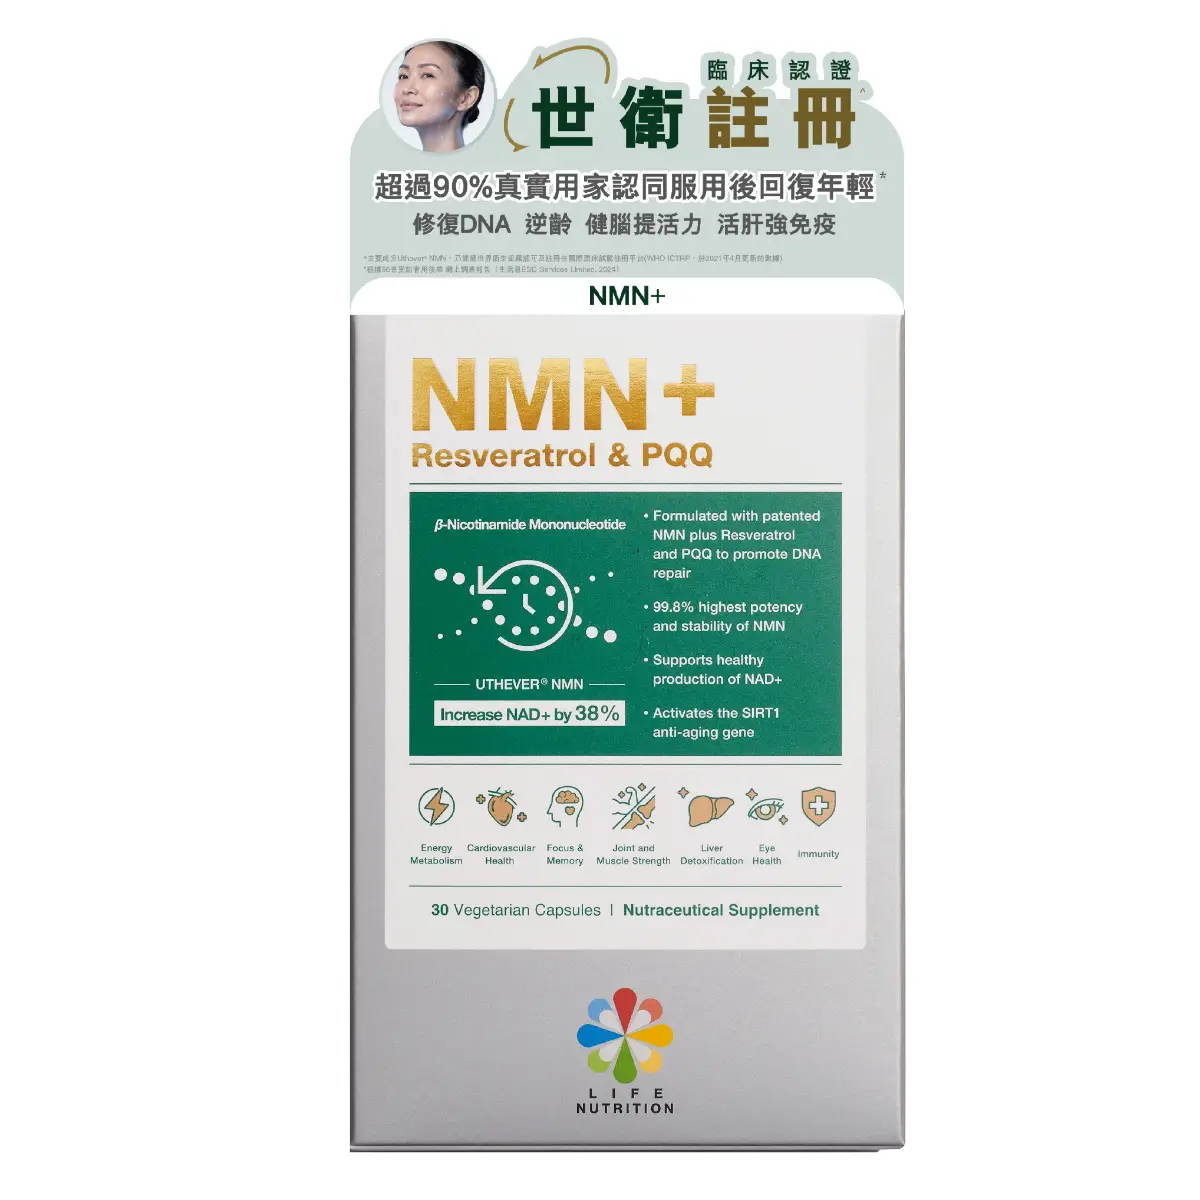 臨床認證
世衛註冊^
超過90%真實用家認同服用後回復年輕*
修復DNA 逆齡 健腦提活力 活肝強免疫
NMN+
NMN+
Resveratrol & PQQ
β-Nicotinamide Mononucleotide
UTHEVER® NMN
Increase NAD+ by 38%
• Formulated with patented
NMN plus Resveratrol
and PQQ to promote DNA
repair
• 99.8% highest potency
and stability of NMN
• Supports healthy
production of NAD+
• Activates the SIRT1
anti-aging gene
Energy
Metabolism
Cardiovascular
Health
Focus &
Memory
Joint and
Muscle Strength
Liver
Detoxification
Eye
Health
Immunity
30 Vegetarian Capsules | Nutraceutical Supplement
LIFE
NUTRITION